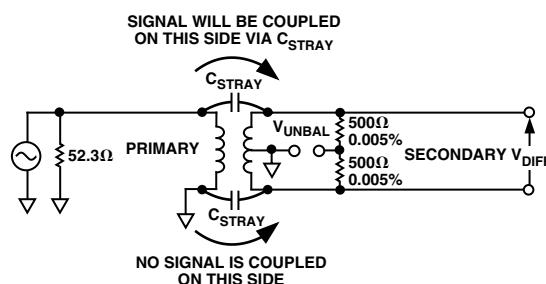 SIGNAL WILL BE COUPLED
ON THIS SIDE VIA CSTRAY
CSTRAY
VUNBAL
500Ω
0.005%
52.3Ω
PRIMARY
SECONDARY VDIFF
500Ω
0.005%
CSTRAY
NO SIGNAL IS COUPLED
ON THIS SIDE